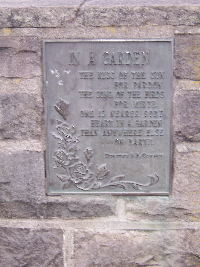 IN A GARDEN
THE KISS OF THE SUN
FOR PARDON
THE SONG OF THE BIRDS
FOR MIRTH
ONE IS NEARER GOD'S
HEART IN A GARDEN
THAN ANYWHERE ELSE
ON EARTH